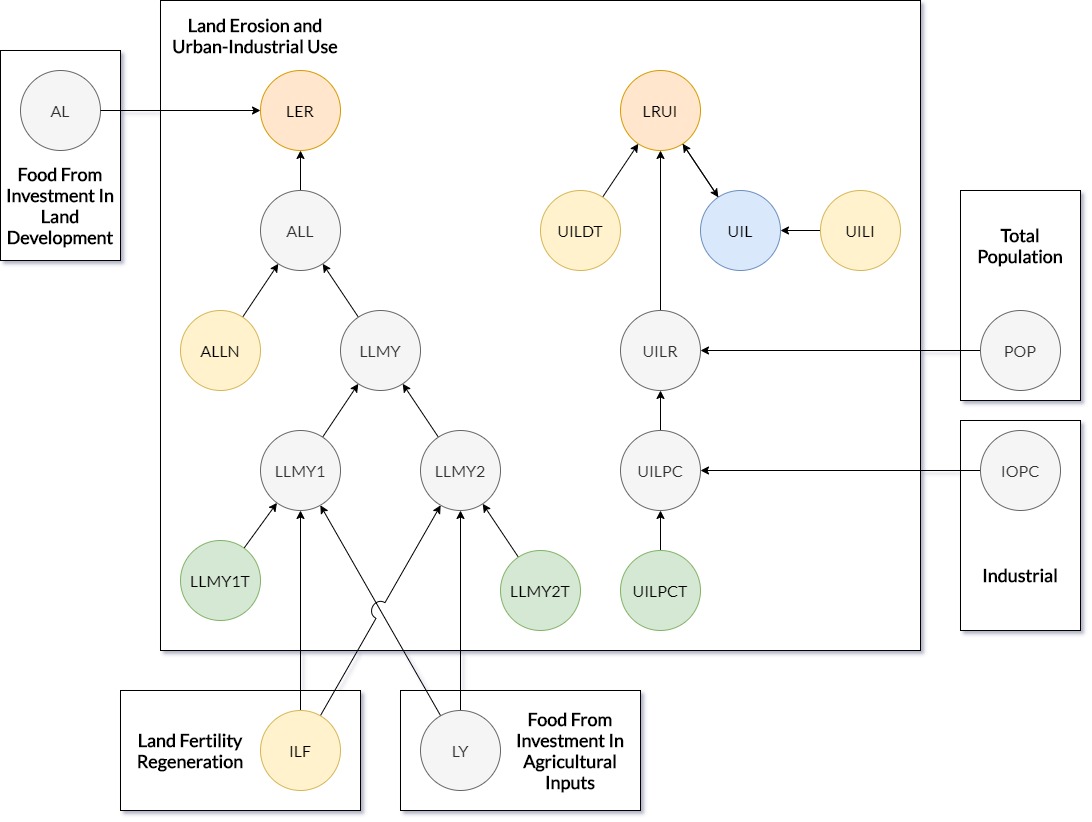 Land Erosion and
Urban-Industrial Use
AL
Food From
Investment In
Land
Development
LER
LRUI
ALL
UILDT
UIL
UILI
Total
Population
ALLN
LLMY
UILR
POP
LLMY1
LLMY2
UILPC
IOPC
Industrial
LLMY1T
LLMY2T
UILPCT
Land Fertility
Regeneration
ILF
LY
Food From
Investment In
Agricultural
Inputs